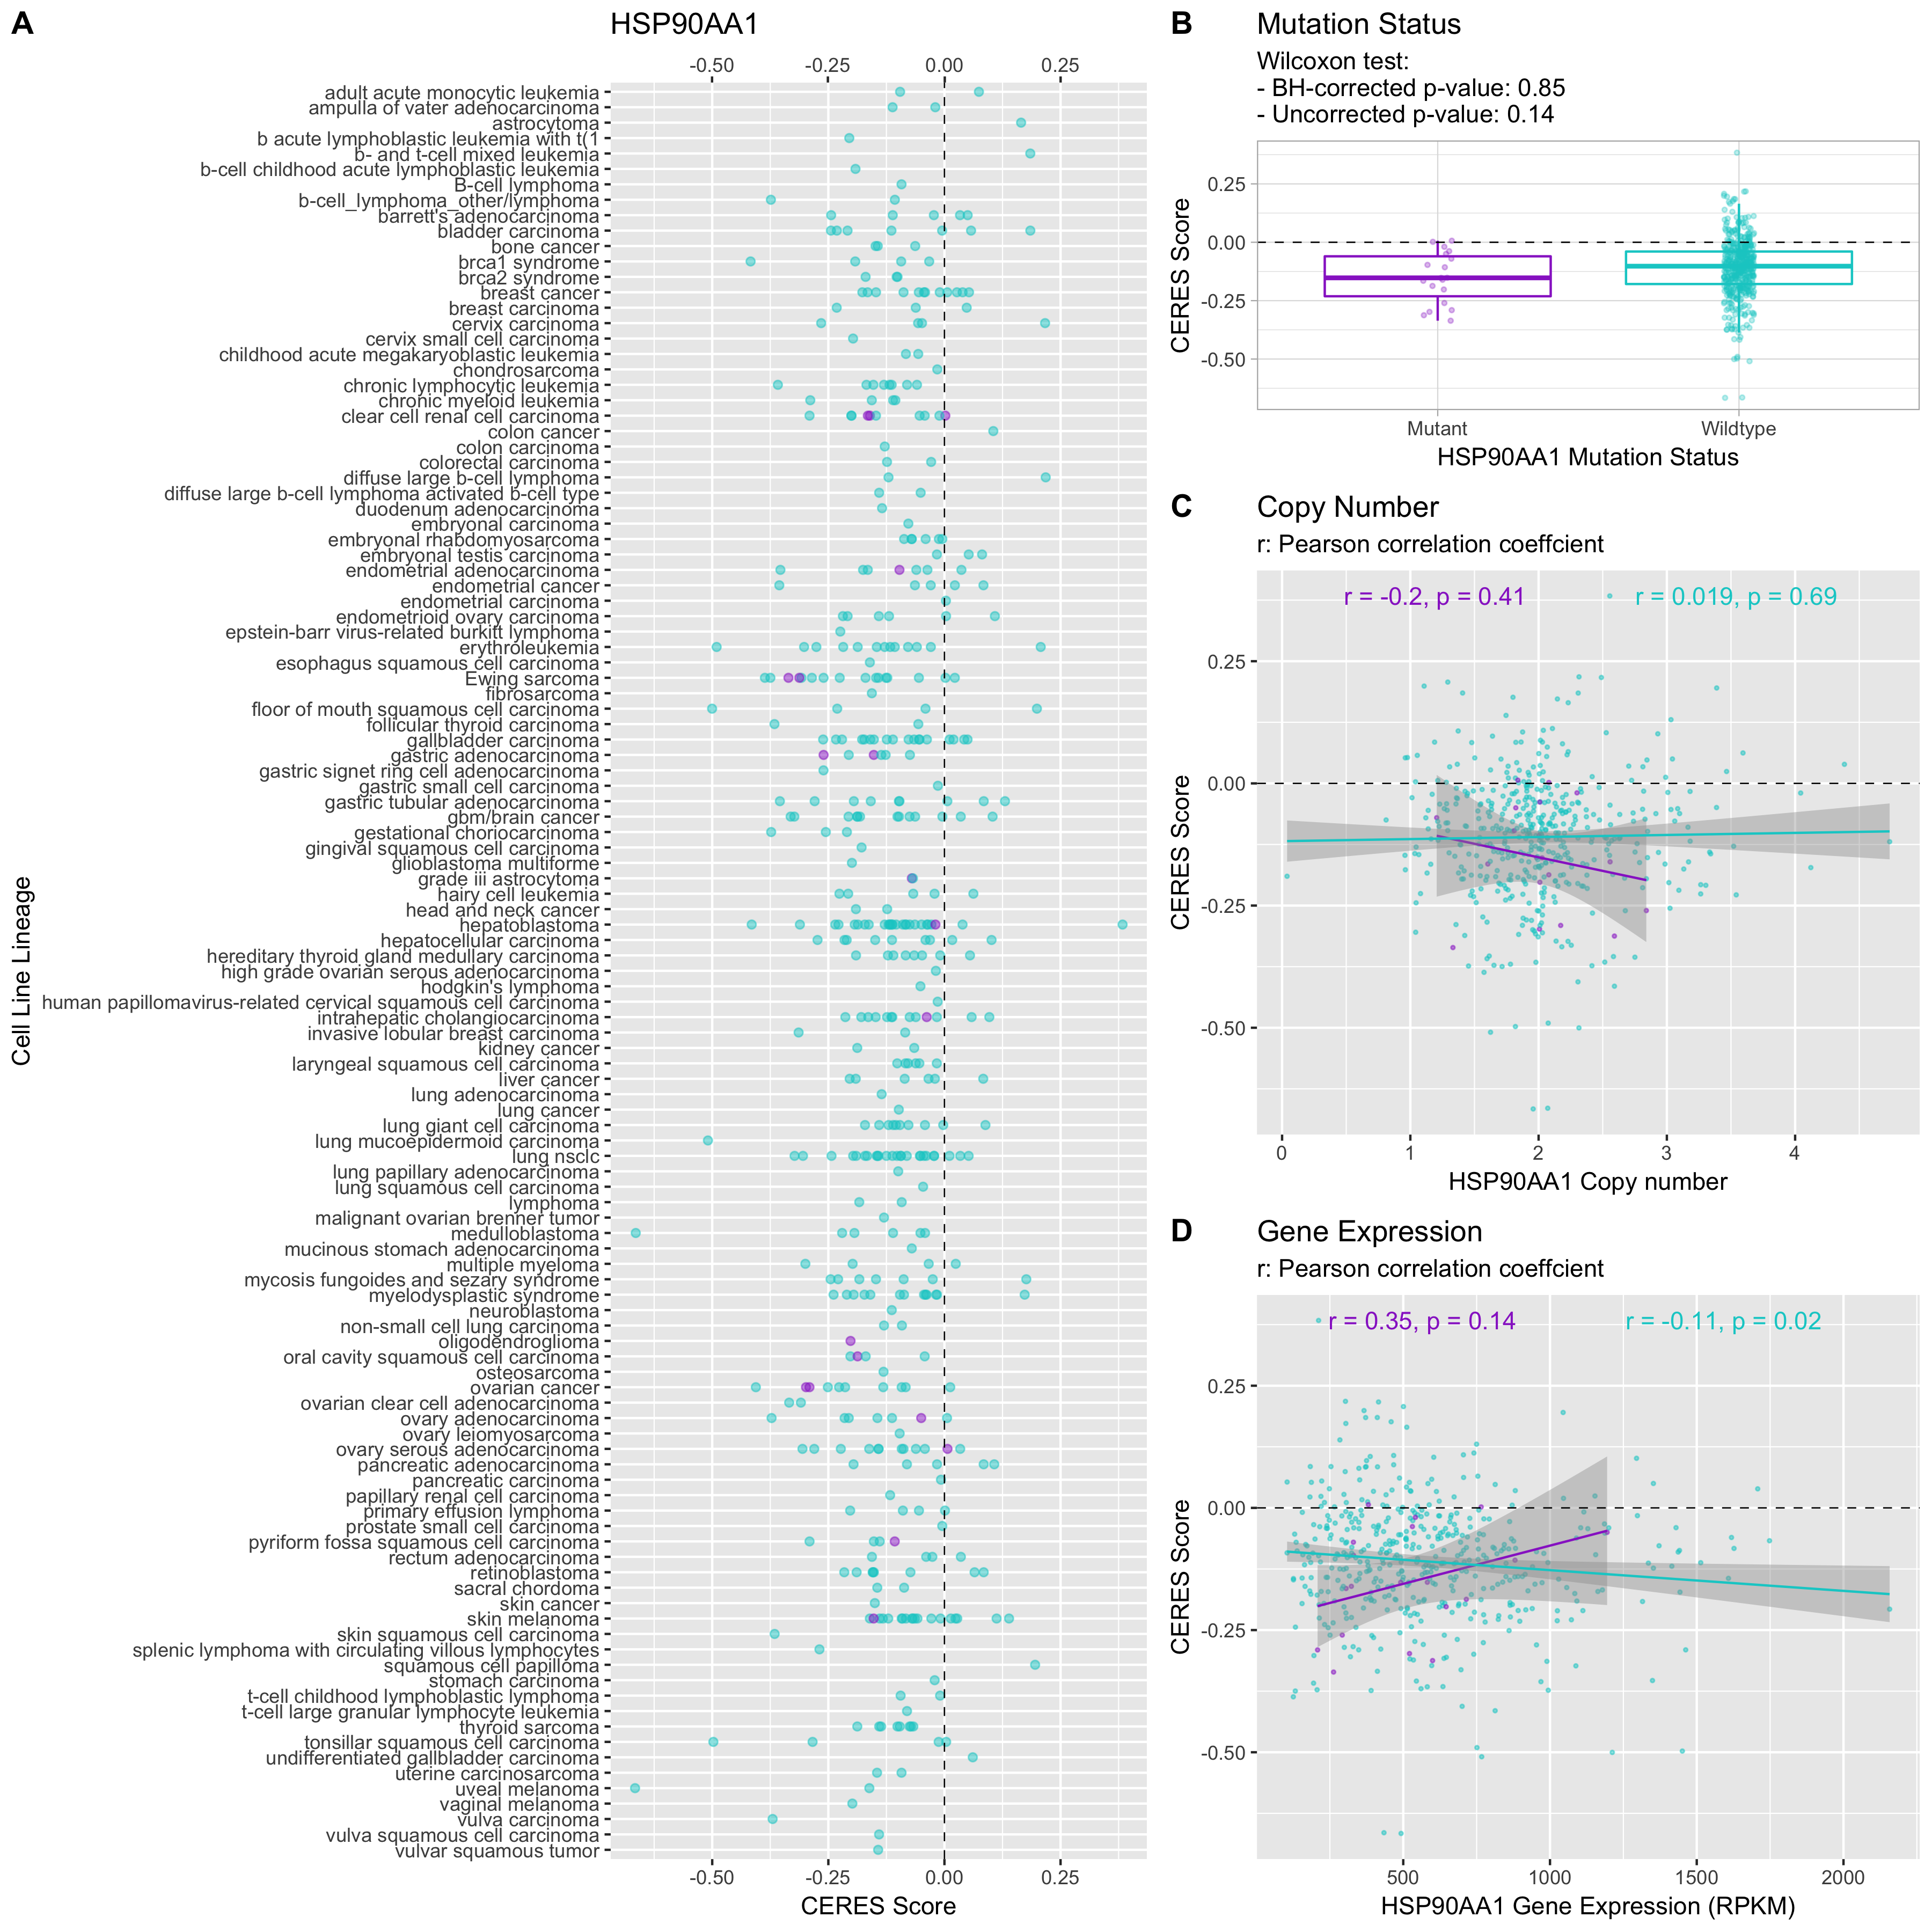 A
HSP90AA1
-0.50 -0.25 0.00 0.25
Cell Line Lineage
adult acute monocytic leukemia
ampulla of vater adenocarcinoma
astrocytoma
b acute lymphoblastic leukemia with t(1
b- and t-cell mixed leukemia
b-cell childhood acute lymphoblastic leukemia
B-cell lymphoma
b-cell_lymphoma_other/lymphoma
barrett's adenocarcinoma
bladder carcinoma
bone cancer
brca1 syndrome
brca2 syndrome
breast cancer
breast carcinoma
cervix carcinoma
cervix small cell carcinoma
childhood acute megakaryoblastic leukemia
chondrosarcoma
chronic lymphocytic leukemia
chronic myeloid leukemia
clear cell renal cell carcinoma
colon cancer
colon carcinoma
colorectal carcinoma
diffuse large b-cell lymphoma
diffuse large b-cell lymphoma activated b-cell type
duodenum adenocarcinoma
embryonal carcinoma
embryonal rhabdomyosarcoma
embryonal testis carcinoma
endometrial adenocarcinoma
endometrial cancer
endometrial carcinoma
endometrioid ovary carcinoma
epstein-barr virus-related burkitt lymphoma
erythroleukemia
esophagus squamous cell carcinoma
Ewing sarcoma
fibrosarcoma
floor of mouth squamous cell carcinoma
follicular thyroid carcinoma
gallbladder carcinoma
gastric adenocarcinoma
gastric signet ring cell adenocarcinoma
gastric small cell carcinoma
gastric tubular adenocarcinoma
gbm/brain cancer
gestational choriocarcinoma
gingival squamous cell carcinoma
glioblastoma multiforme
grade iii astrocytoma
hairy cell leukemia
head and neck cancer
hepatoblastoma
hepatocellular carcinoma
hereditary thyroid gland medullary carcinoma
high grade ovarian serous adenocarcinoma
hodgkin's lymphoma
human papillomavirus-related cervical squamous cell carcinoma
intrahepatic cholangiocarcinoma
invasive lobular breast carcinoma
kidney cancer
laryngeal squamous cell carcinoma
liver cancer
lung adenocarcinoma
lung cancer
lung giant cell carcinoma
lung mucoepidermoid carcinoma
lung nsclc
lung papillary adenocarcinoma
lung squamous cell carcinoma
lymphoma
malignant ovarian brenner tumor
medulloblastoma
mucinous stomach adenocarcinoma
multiple myeloma
mycosis fungoides and sezary syndrome
myelodysplastic syndrome
neuroblastoma
non-small cell lung carcinoma
oligodendroglioma
oral cavity squamous cell carcinoma
osteosarcoma
ovarian cancer
ovarian clear cell adenocarcinoma
ovary adenocarcinoma
ovary leiomyosarcoma
ovary serous adenocarcinoma
pancreatic adenocarcinoma
pancreatic carcinoma
papillary renal cell carcinoma
primary effusion lymphoma
prostate small cell carcinoma
pyriform fossa squamous cell carcinoma
rectum adenocarcinoma
retinoblastoma
sacral chordoma
skin cancer
skin melanoma
skin squamous cell carcinoma
splenic lymphoma with circulating villous lymphocytes
squamous cell papilloma
stomach carcinoma
t-cell childhood lymphoblastic lymphoma
t-cell large granular lymphocyte leukemia
thyroid sarcoma
tonsillar squamous cell carcinoma
undifferentiated gallbladder carcinoma
uterine carcinosarcoma
uveal melanoma
vaginal melanoma
vulva carcinoma
vulva squamous cell carcinoma
vulvar squamous tumor
-0.50 -0.25 0.00 0.25
CERES Score
B
Mutation Status
Wilcoxon test:
- BH-corrected p-value: 0.85
- Uncorrected p-value: 0.14
CERES Score
0.25
0.00
-0.25
-0.50
Mutant Wildtype
HSP90AA1 Mutation Status
C
Copy Number
r: Pearson correlation coeffcient
r = -0.2, p = 0.41 r = 0.019, p = 0.69
CERES Score
0.25
0.00
-0.25
-0.50
0 1 2 3 4
HSP90AA1 Copy number
D
Gene Expression
r: Pearson correlation coeffcient
r = 0.35, p = 0.14 r = -0.11, p = 0.02
CERES Score
0.25
0.00
-0.25
-0.50
500 1000 1500 2000
HSP90AA1 Gene Expression (RPKM)